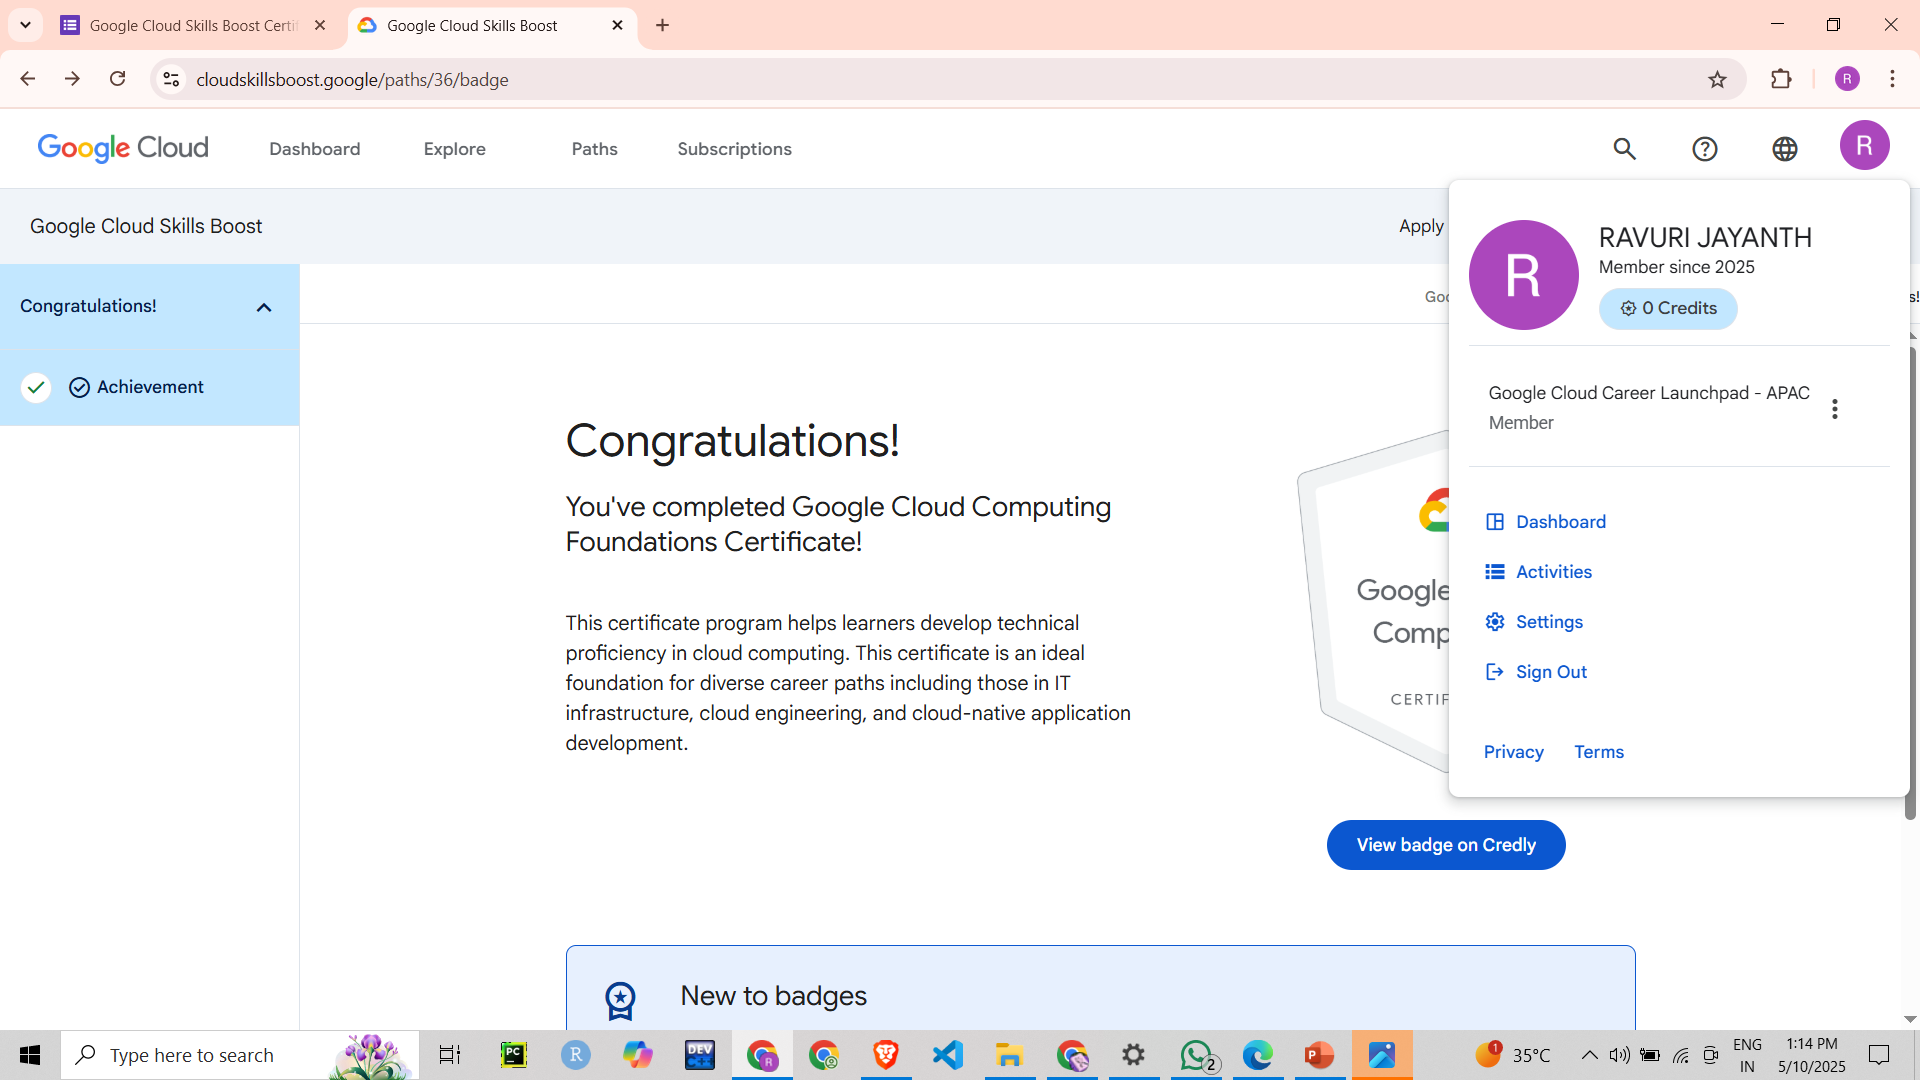 Google Cloud Skills Boost Certif
Google Cloud Skills Boost
cloudskillsboost.google/paths/36/badge
R
Google Cloud
Dashboard
Explore
Paths
Subscriptions
R
Google Cloud Skills Boost
Apply
Congratulations!
Achievement
Goo
s!
RAVURI JAYANTH
Member since 2025
R
0 Credits
Google Cloud Career Launchpad - APAC
Member
Dashboard
Activities
Settings
Sign Out
Privacy
Terms
Congratulations!
You've completed Google Cloud Computing
Foundations Certificate!
This certificate program helps learners develop technical
proficiency in cloud computing. This certificate is an ideal
foundation for diverse career paths including those in IT
infrastructure, cloud engineering, and cloud-native application
development.
Google
Comp
CERTIF
View badge on Credly
New to badges
Type here to search
PC
R
DEV
C++
R
2
P
1
35°C
ENG
IN
1:14 PM
5/10/2025